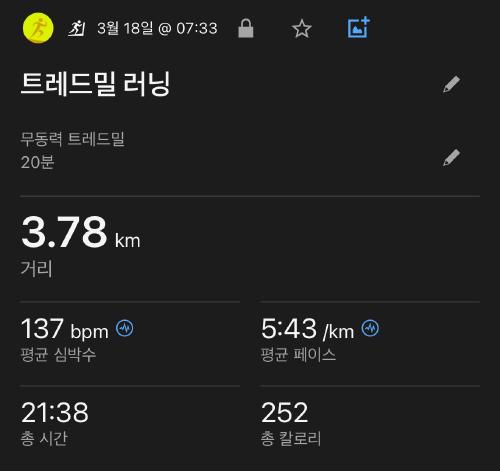 3월 18일 @ 07:33
트레드밀 러닝
무동력 트레드밀
20분
3.78 km
거리
137 bpm
평균 심박수
5:43 /km
평균 페이스
21:38
총 시간
252
총 칼로리